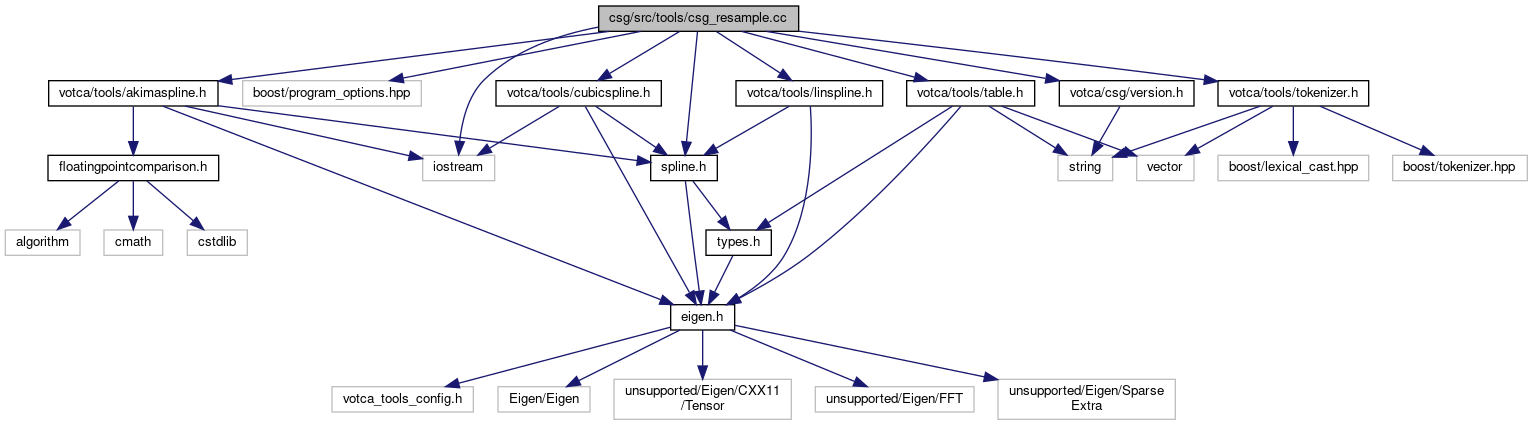 csg/src/tools/csg_resample.cc
votca/tools/akimaspline.h
boost/program_options.hpp
votca/tools/cubicspline.h
votca/tools/linspline.h
votca/tools/table.h
votca/csg/version.h
votca/tools/tokenizer.h
floatingpointcomparison.h
iostream
spline.h
string
vector
boost/lexical_cast.hpp
boost/tokenizer.hpp
algorithm
cmath
cstdlib
types.h
eigen.h
votca_tools_config.h
Eigen/Eigen
unsupported/Eigen/CXX11
/Tensor
unsupported/Eigen/FFT
unsupported/Eigen/Sparse
Extra